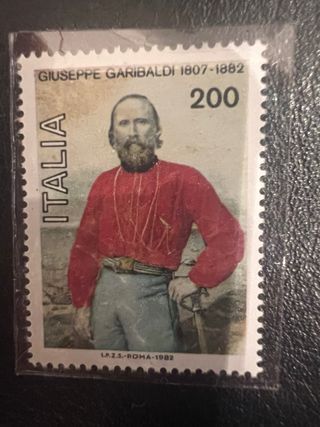 GIUSEPPE GARIBALDI 1807-1882
200
ITALIA
I.P.Z.S.-ROMA-1982